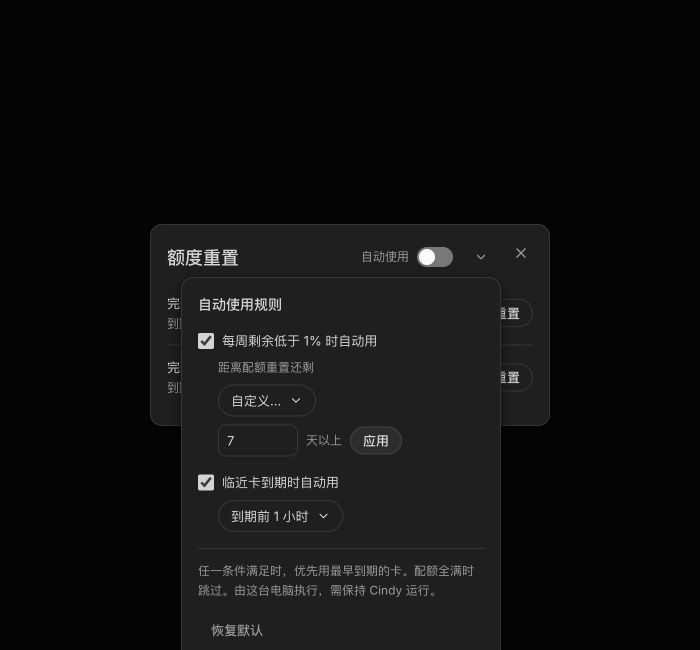 额度重置
自动使用
完
到
重置
自动使用规则
每周剩余低于 1% 时自动用
距离配额重置还剩
自定义...
7
天以上
应用
完
到
重置
临近卡到期时自动用
到期前 1 小时
任一条件满足时，优先用最早到期的卡。配额全满时
跳过。由这台电脑执行，需保持 Cindy 运行。
恢复默认